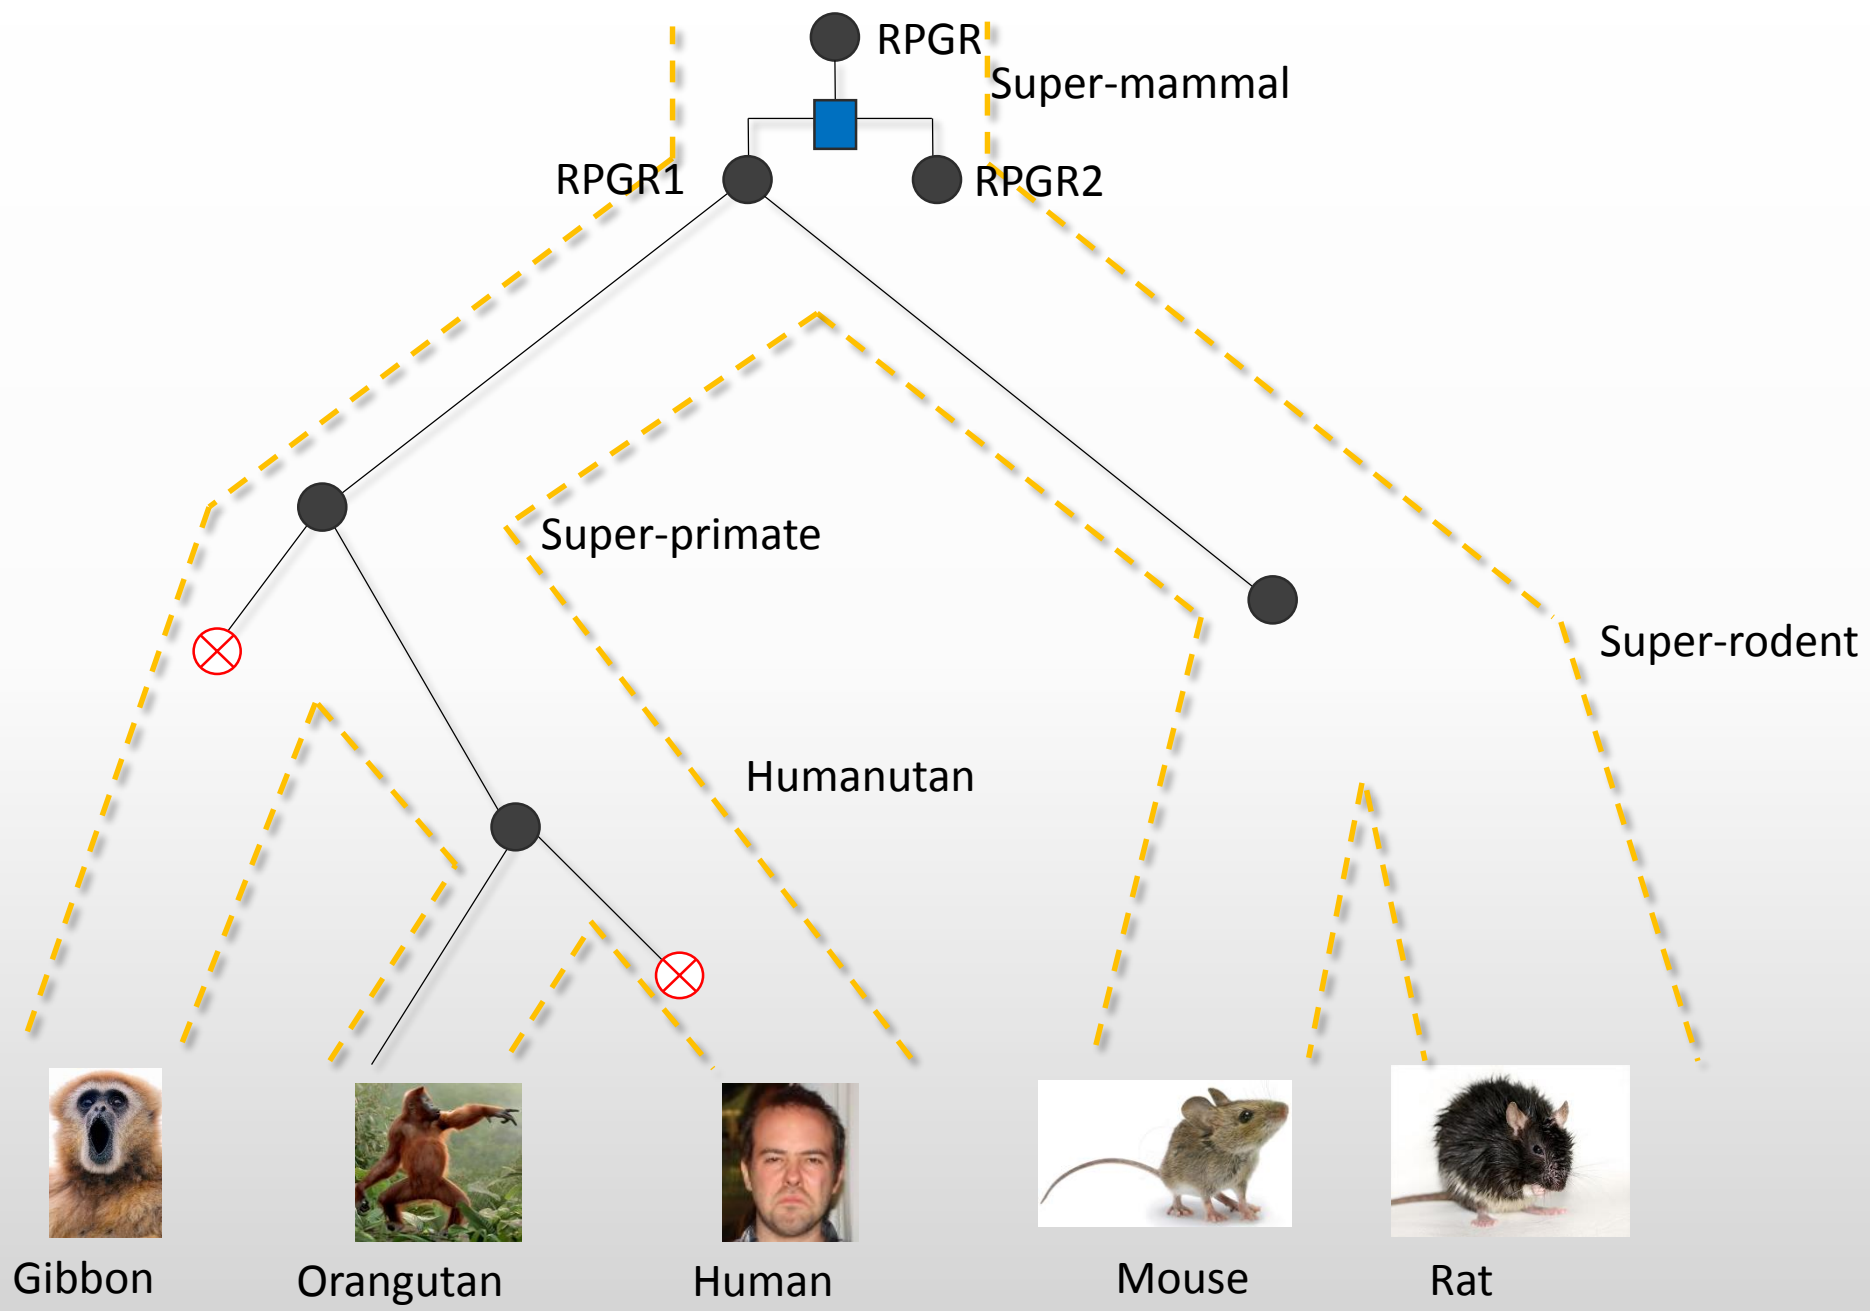 RPGR
Super-mammal
RPGR1
RPGR2
Super-primate
Super-rodent
Humanutan
Gibbon
Orangutan
Human
Mouse
Rat